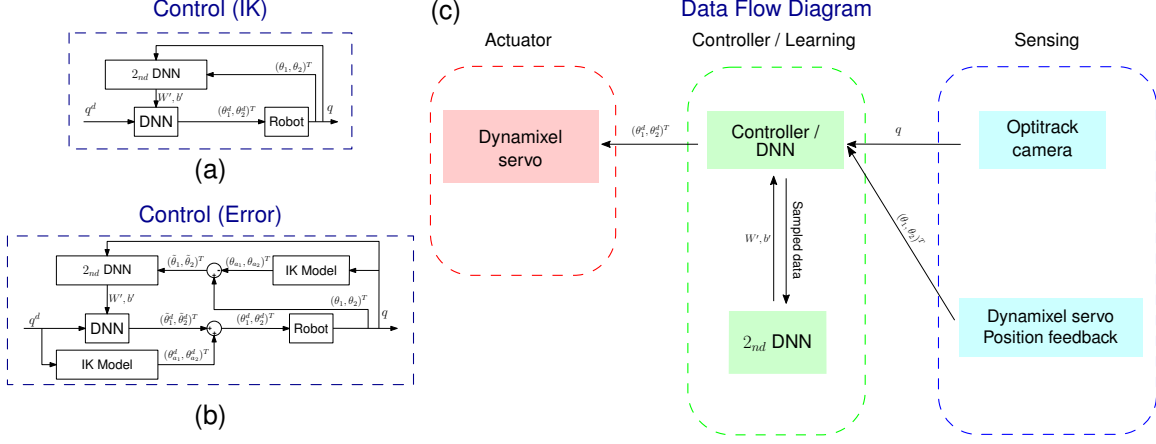 Control (IK)
2nd DNN
(θ₁, θ₂)ᵀ
W′, b′
qᵈ
DNN
(θ₁ᵈ, θ₂ᵈ)ᵀ
Robot
q
(a)
Control (Error)
2nd DNN
(θ̃₁, θ̃₂)ᵀ
-
+
(θₐ₁, θₐ₂)ᵀ
IK Model
W′, b′
(θ₁, θ₂)ᵀ
qᵈ
DNN
(θ̃₁ᵈ, θ̃₂ᵈ)ᵀ
+
+
(θ₁ᵈ, θ₂ᵈ)ᵀ
Robot
q
IK Model
(θₐ₁ᵈ, θₐ₂ᵈ)ᵀ
(b)
(c)
Data Flow Diagram
Actuator
Controller / Learning
Sensing
Dynamixel
servo
(θ₁ᵈ, θ₂ᵈ)ᵀ
Controller /
DNN
q
Optitrack
camera
W′, b′
Sampled data
(θ₁, θ₂)ᵀ
2nd DNN
Dynamixel servo
Position feedback